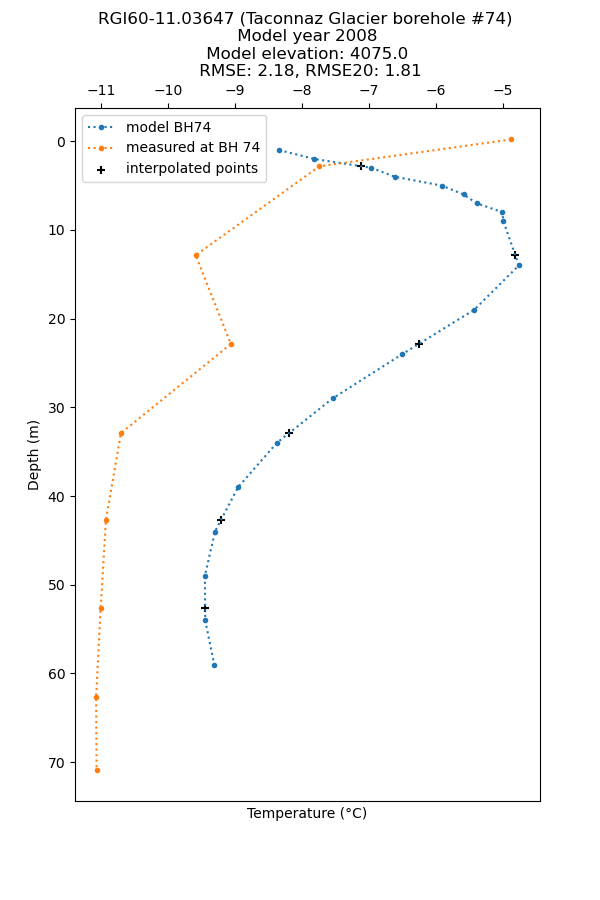 RGI60-11.03647 (Taconnaz Glacier borehole #74)
Model year 2008
Model elevation: 4075.0
RMSE: 2.18, RMSE20: 1.81
−11 −10 −9 −8 −7 −6 −5
model BH74
measured at BH 74
interpolated points
0
10
20
30
40
50
60
70
Depth (m)
Temperature (°C)